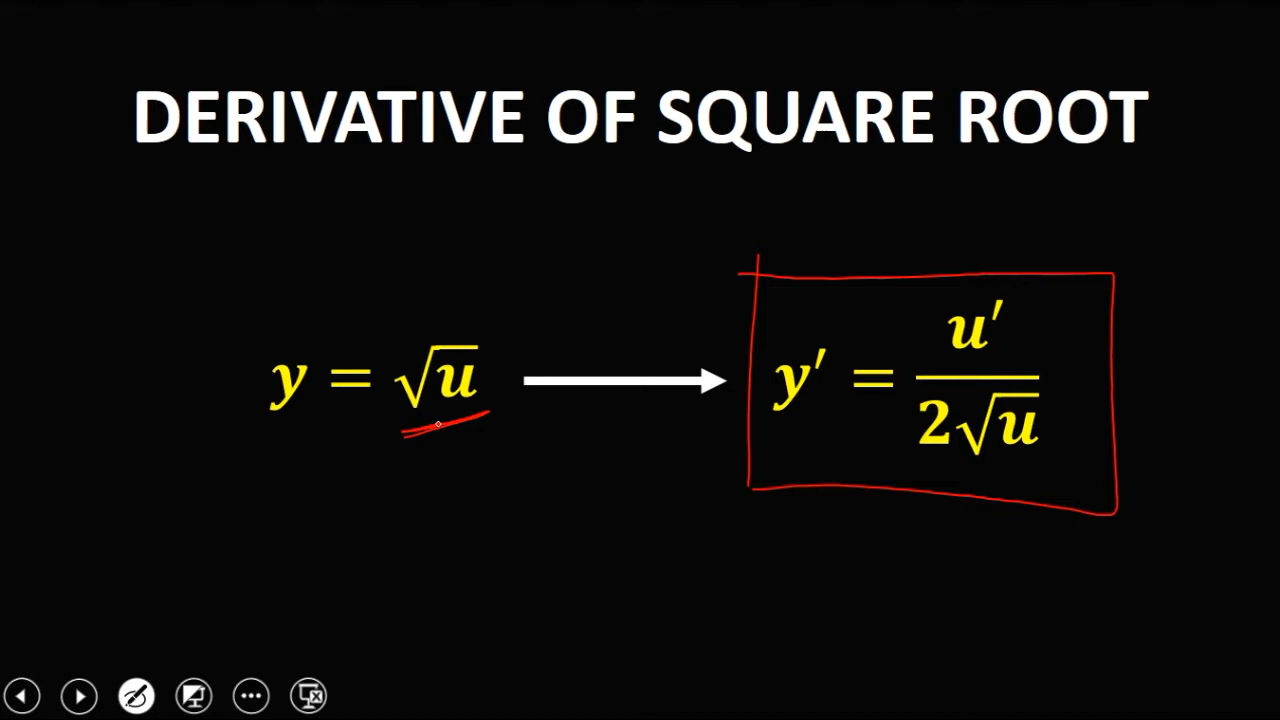 DERIVATIVE OF SQUARE ROOT
y = √u ⟶ y′ = u′ / 2√u